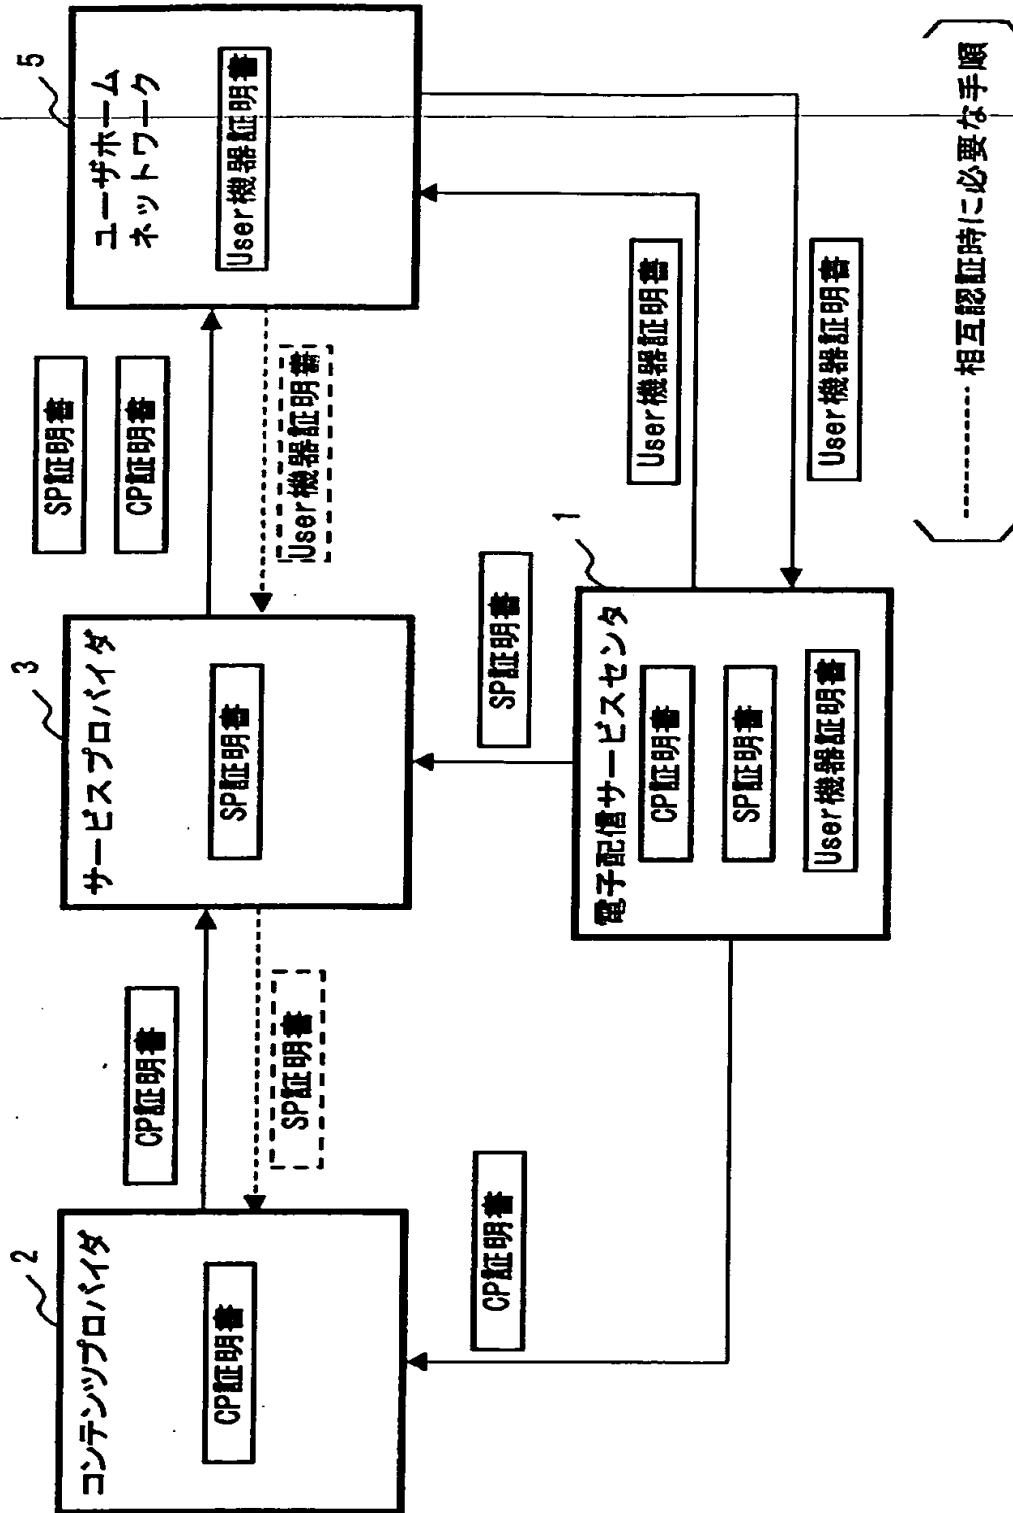 2
コンテンツプロバイダ
CP証明書
CP証明書
SP証明書
3
サービスプロバイダ
SP証明書
SP証明書
CP証明書
User機器証明書
5
ユーザホーム
ネットワーク
User機器証明書
CP証明書
SP証明書
1
電子配信サービスセンタ
CP証明書
SP証明書
User機器証明書
User機器証明書
User機器証明書
相互認証時に必要な手順